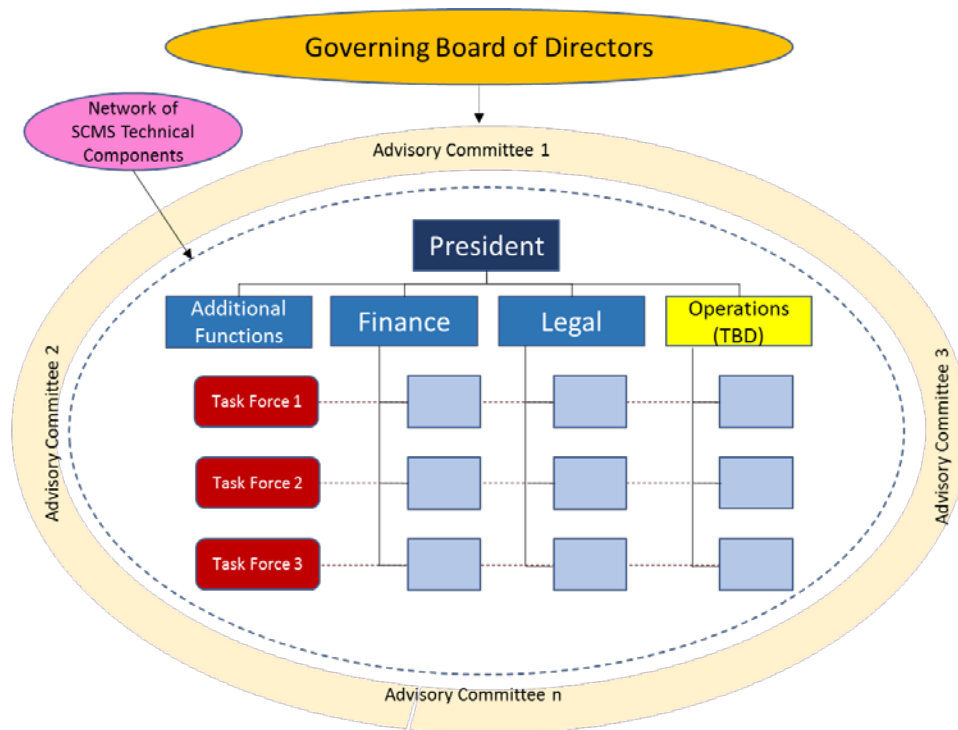 Governing Board of Directors
Network of
SCMS Technical
Components
Advisory Committee 1
President
Additional
Functions
Finance
Legal
Operations
(TBD)
Advisory Committee 2
Advisory Committee 3
Task Force 1
Task Force 2
Task Force 3
Advisory Committee n